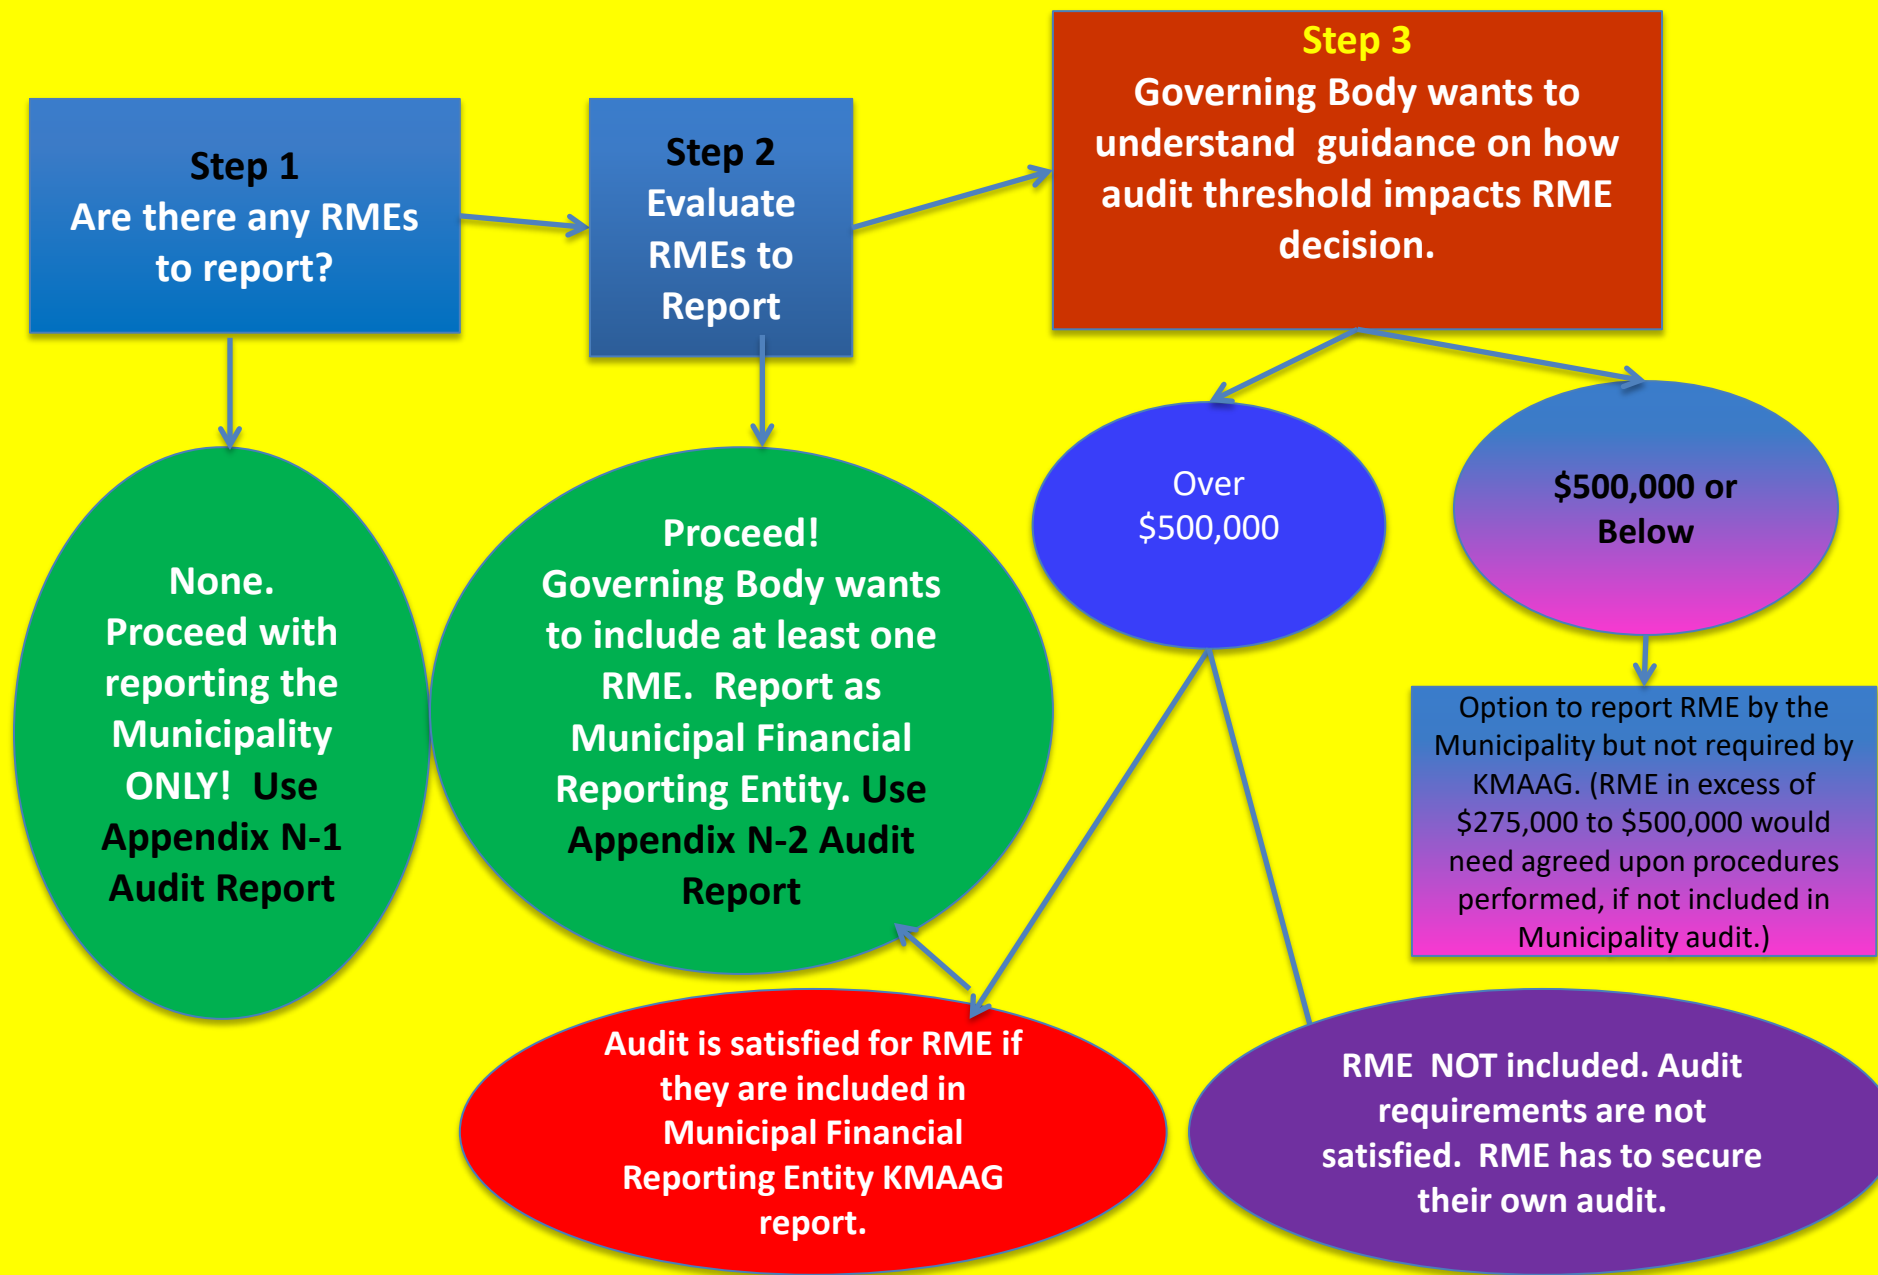 Step 1
Are there any RMEs
to report?
Step 2
Evaluate
RMEs to
Report
Step 3
Governing Body wants to
understand  guidance on how
audit threshold impacts RME
decision.
None.
Proceed with
reporting the
Municipality
ONLY!  Use
Appendix N-1
Audit Report
Proceed!
Governing Body wants
to include at least one
RME.  Report as
Municipal Financial
Reporting Entity. Use
Appendix N-2 Audit
Report
Over
$500,000
$500,000 or
Below
Option to report RME by the
Municipality but not required by
KMAAG. (RME in excess of
$275,000 to $500,000 would
need agreed upon procedures
performed, if not included in
Municipality audit.)
Audit is satisfied for RME if
they are included in
Municipal Financial
Reporting Entity KMAAG
report.
RME  NOT included. Audit
requirements are not
satisfied.  RME has to secure
their own audit.